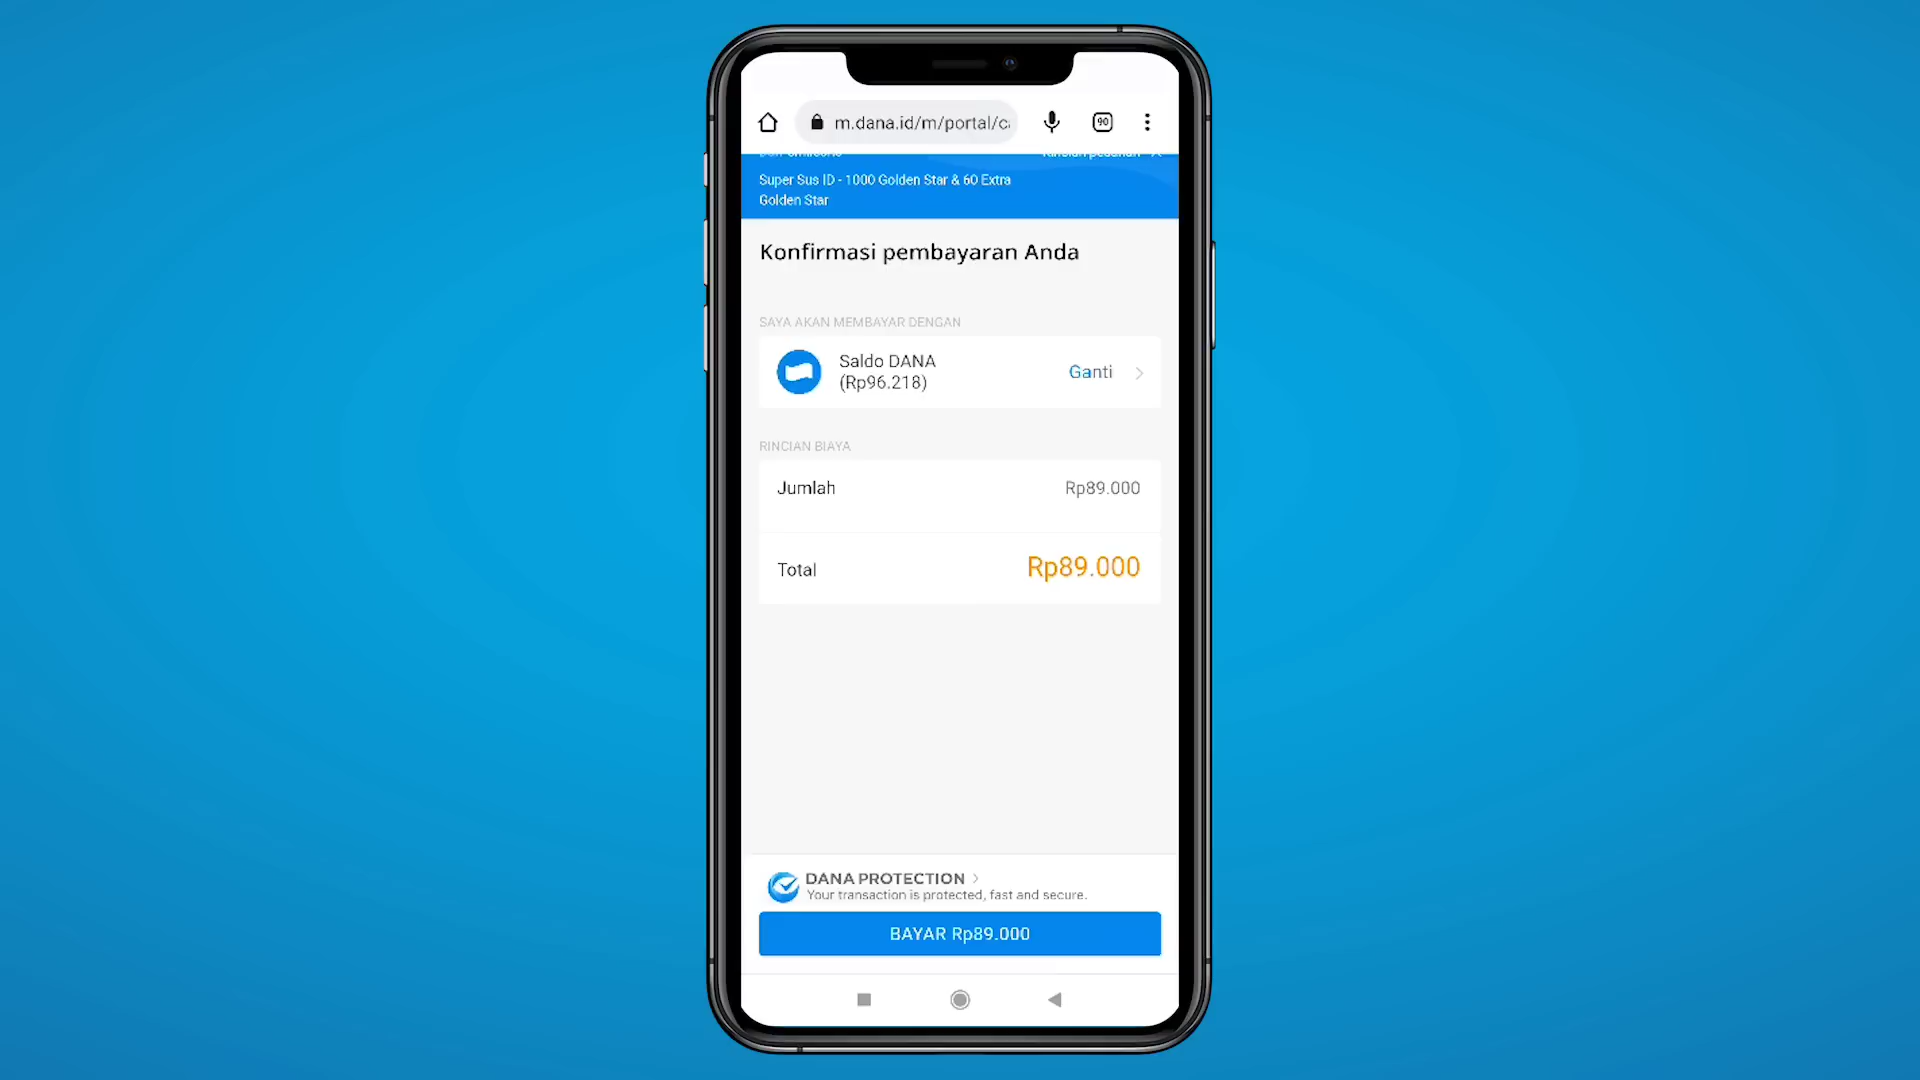 m.dana.id/m/portal/c
90
Super Sus ID - 1000 Golden Star & 60 Extra
Golden Star
Konfirmasi pembayaran Anda
SAYA AKAN MEMBAYAR DENGAN
Saldo DANA
(Rp96.218)
Ganti
RINCIAN BIAYA
Jumlah
Rp89.000
Total
Rp89.000
DANA PROTECTION
Your transaction is protected, fast and secure.
BAYAR Rp89.000